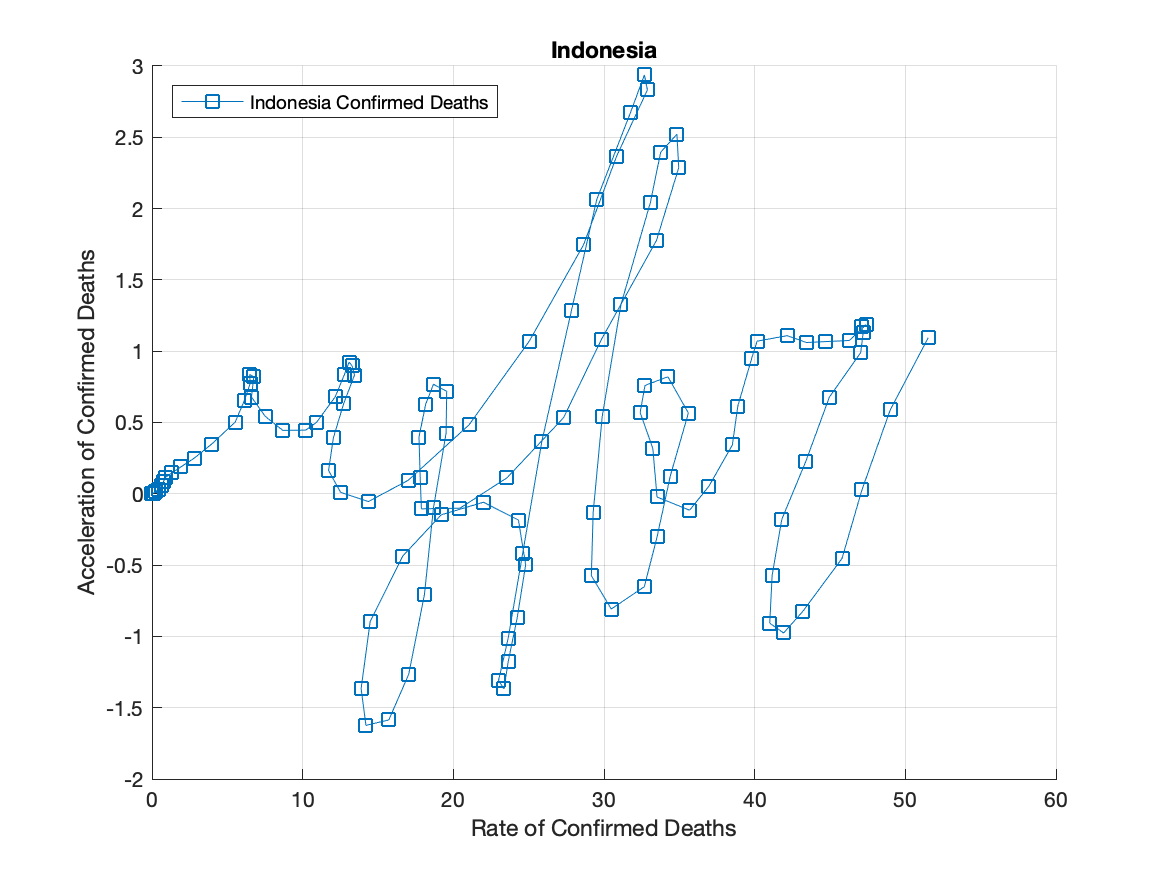 Indonesia
Indonesia Confirmed Deaths
3
2.5
2
1.5
1
0.5
0
-0.5
-1
-1.5
-2
0 10 20 30 40 50 60
Rate of Confirmed Deaths
Acceleration of Confirmed Deaths